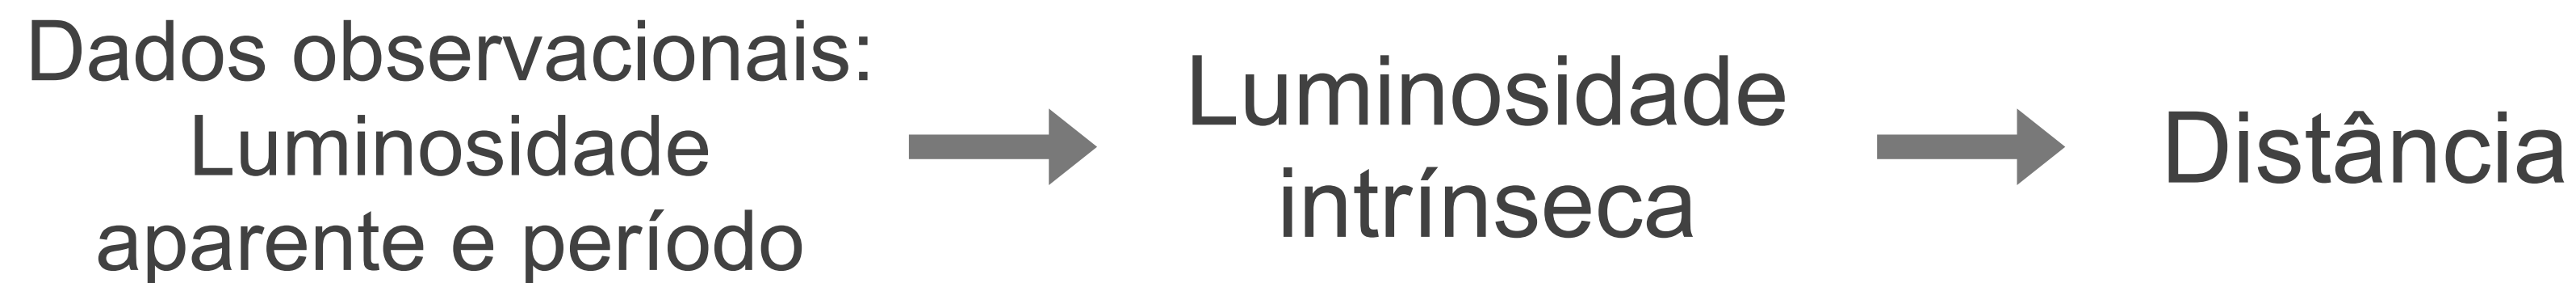 Dados observacionais:
Luminosidade
aparente e período
Luminosidade
intrínseca
Distância